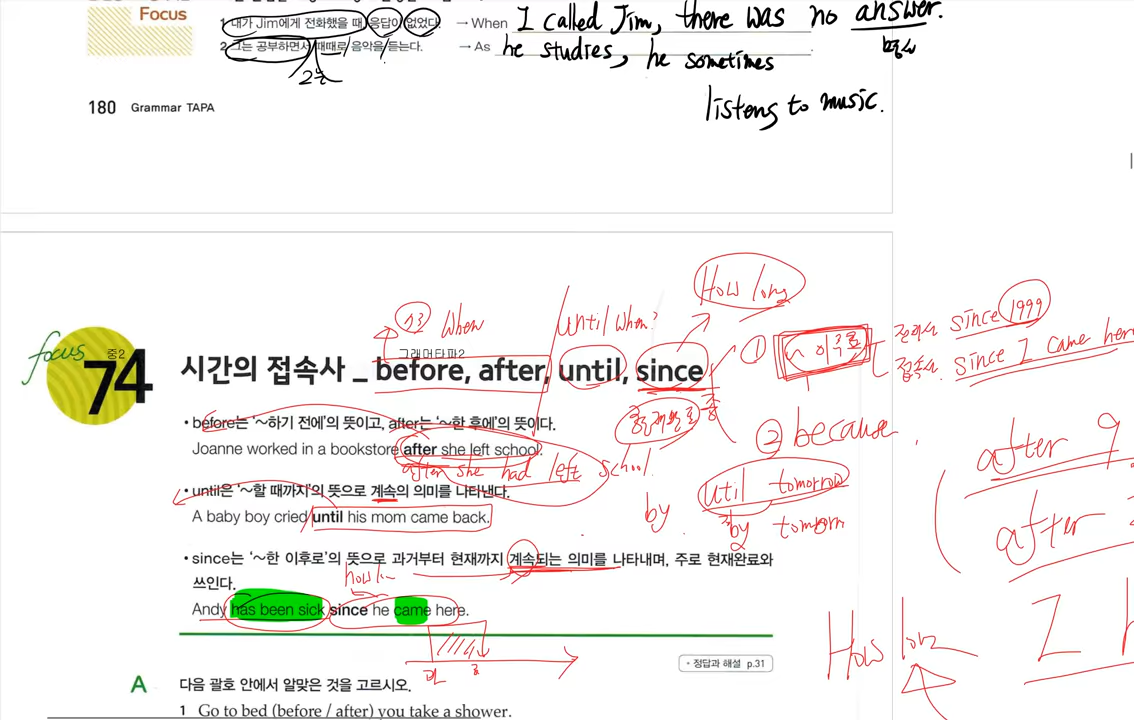 Focus
1 내가 Jim에게 전화했을 때 응답이 없었다. → When I called Jim, there was no answer.
명사
2 그는 공부하면서 때때로 음악을 듣는다. → As he studies, he sometimes
listens to music.
180 Grammar TAPA
How long
when
until when?
since 1999
전치사
focus
74
중2
그래머타파2
시간의 접속사 _ before, after, until, since
① ~이후로
접속사 since I came here
• before는 '~하기 전에'의 뜻이고, after는 '~한 후에'의 뜻이다.
② because
Joanne worked in a bookstore after she left school.
after she had left school.
after 9
• until은 '~할 때까지'의 뜻으로 계속의 의미를 나타낸다.
until tomorrow
A baby boy cried until his mom came back.
by by tomorrow
after
• since는 '~한 이후로'의 뜻으로 과거부터 현재까지 계속되는 의미를 나타내며, 주로 현재완료와
쓰인다.
Andy has been sick since he came here.
How long
I
• 정답과 해설 p.31
A 다음 괄호 안에서 알맞은 것을 고르시오.
1 Go to bed (before / after) you take a shower.